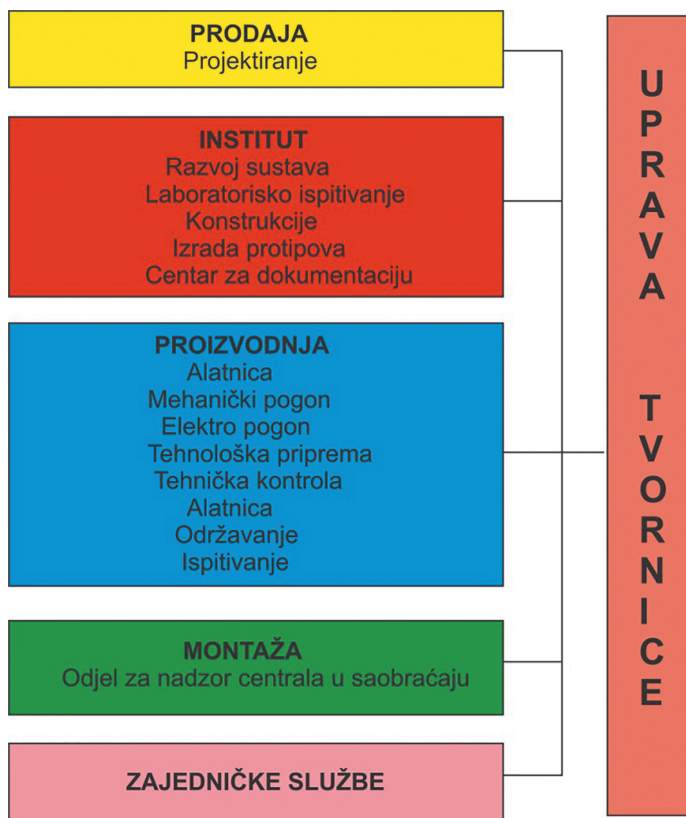 PRODAJA
Projektiranje
INSTITUT
Razvoj sustava
Laboratorisko ispitivanje
Konstrukcije
Izrada protipova
Centar za dokumentaciju
PROIZVODNJA
Alatnica
Mehanički pogon
Elektro pogon
Tehnološka priprema
Tehnička kontrola
Alatnica
Održavanje
Ispitivanje
MONTAŽA
Odjel za nadzor centrala u saobraćaju
ZAJEDNIČKE SLUŽBE
UPRAVA TVORNICE